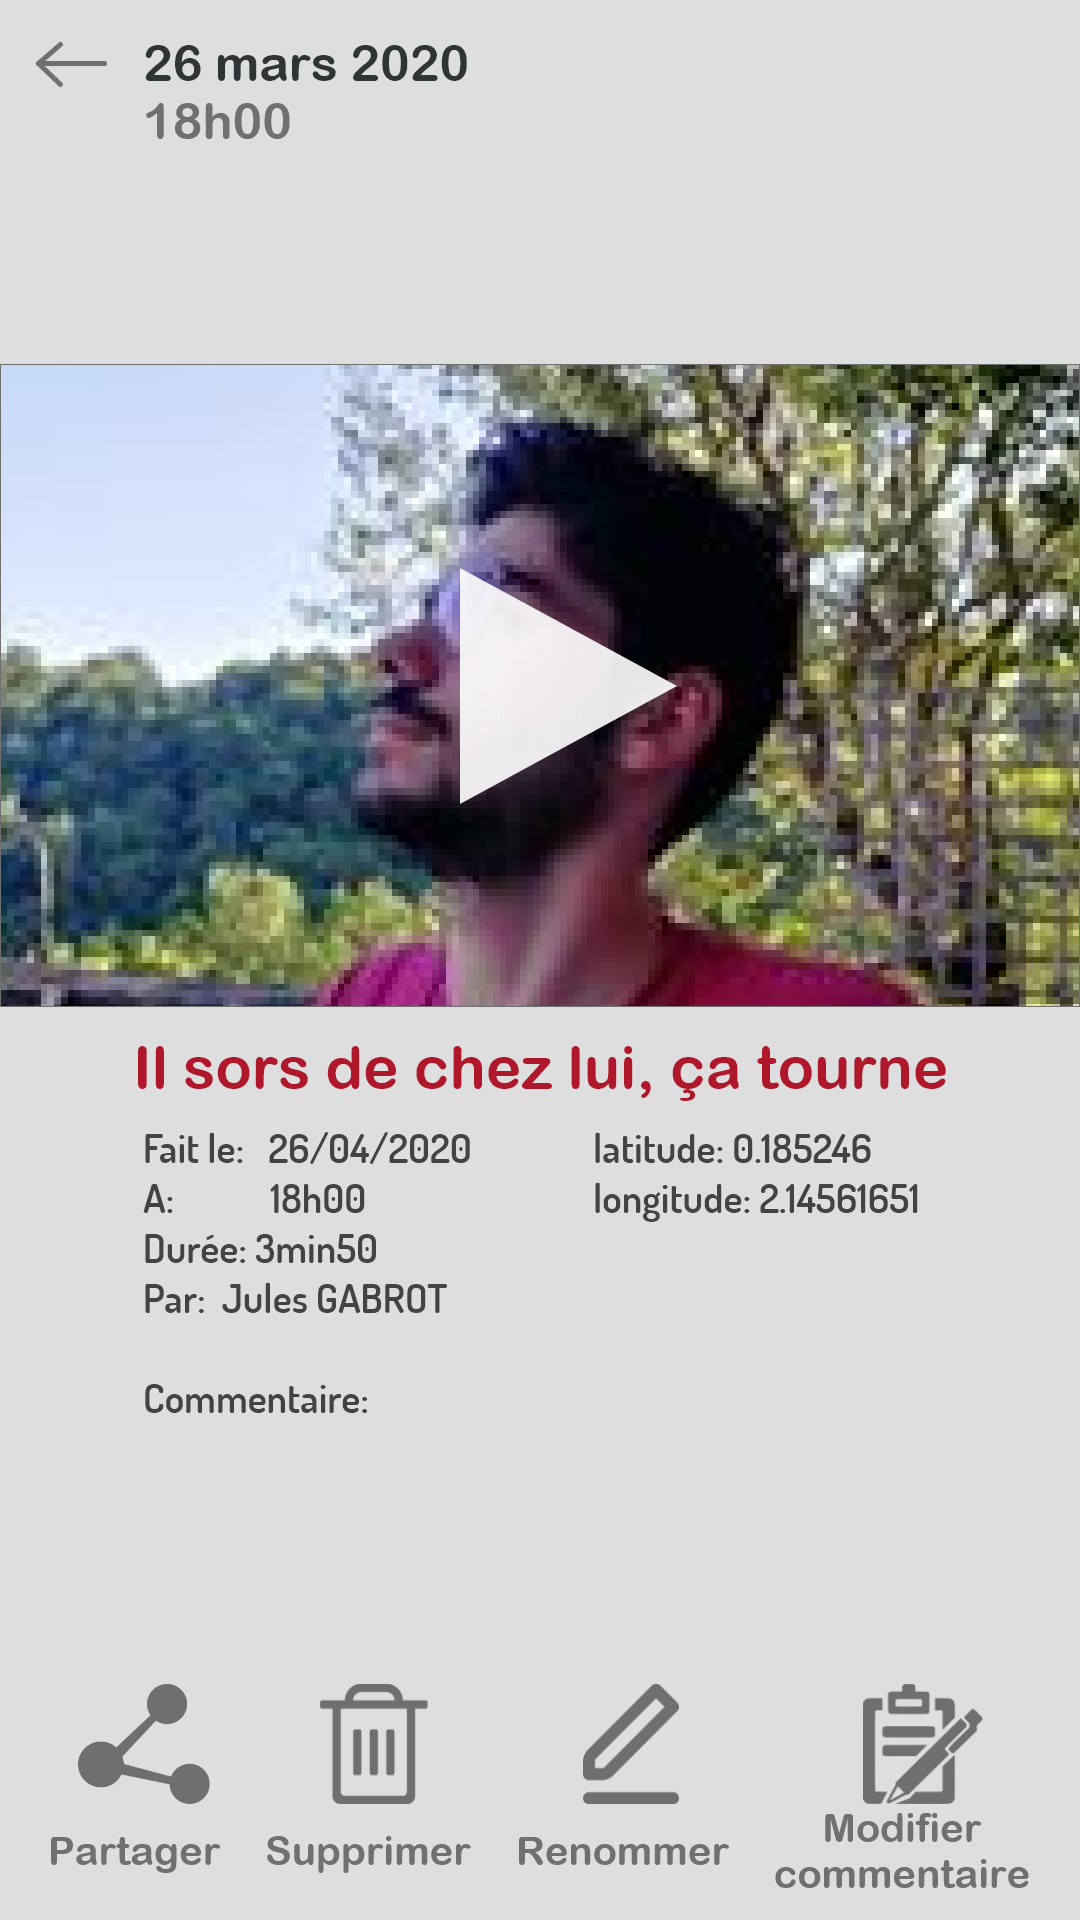 26 mars 2020
18h00
Il sors de chez lui, ça tourne
Fait le: 26/04/2020
A: 18h00
Durée: 3min50
Par: Jules GABROT
latitude: 0.185246
longitude: 2.14561651
Commentaire:
Partager
Supprimer
Renommer
Modifier
commentaire